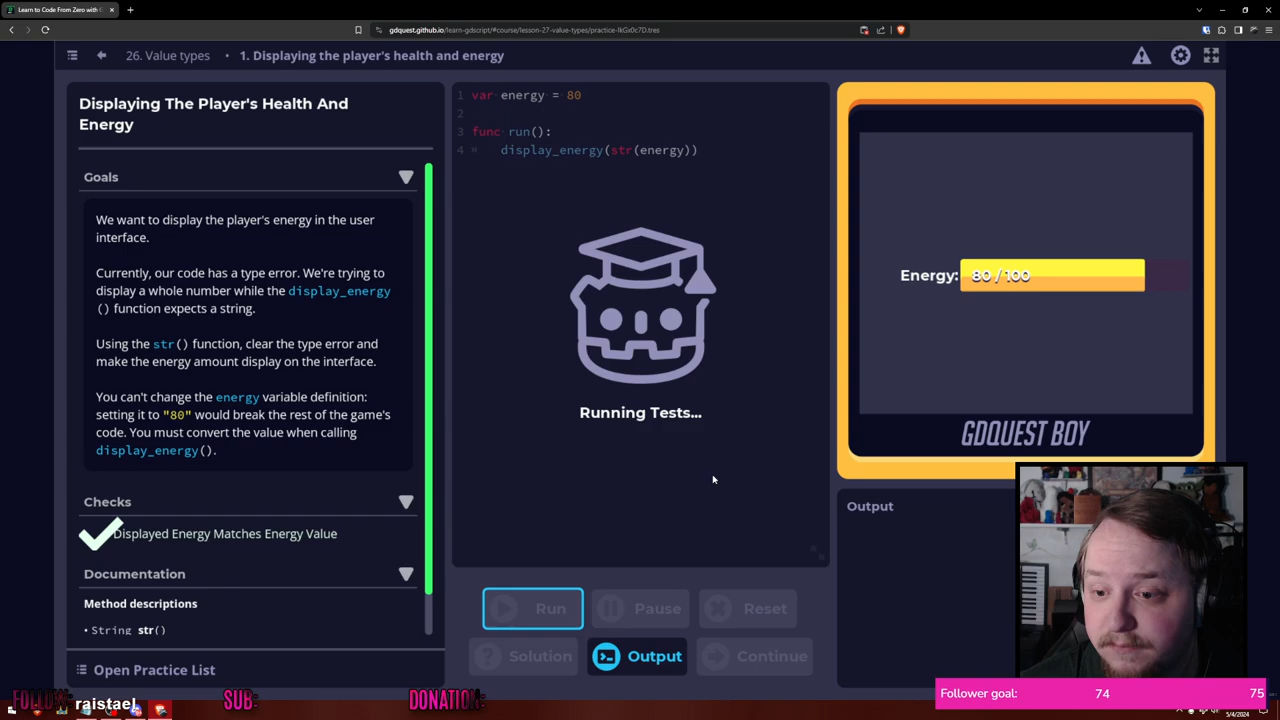 Learn to Code From Zero with
gdquest.github.io/learn-gdscript/#course/lesson-27-value-types/practice-lkGx0c7D.tres
26. Value types • 1. Displaying the player's health and energy
Displaying The Player's Health And
Energy
Goals
We want to display the player's energy in the user
interface.
Currently, our code has a type error. We're trying to
display a whole number while the display_energy
() function expects a string.
Using the str() function, clear the type error and
make the energy amount display on the interface.
You can't change the energy variable definition:
setting it to "80" would break the rest of the game's
code. You must convert the value when calling
display_energy().
Checks
Displayed Energy Matches Energy Value
Documentation
Method descriptions
• String str()
Open Practice List
1 var energy = 80
2
3 func run():
4 display_energy(str(energy))
Running Tests...
Run
Pause
Reset
Solution
Output
Continue
Energy: 80 / 100
GDQUEST BOY
Output
FOLLOW: raistael
SUB:
DONATION:
Follower goal: 74 75
5/4/2024